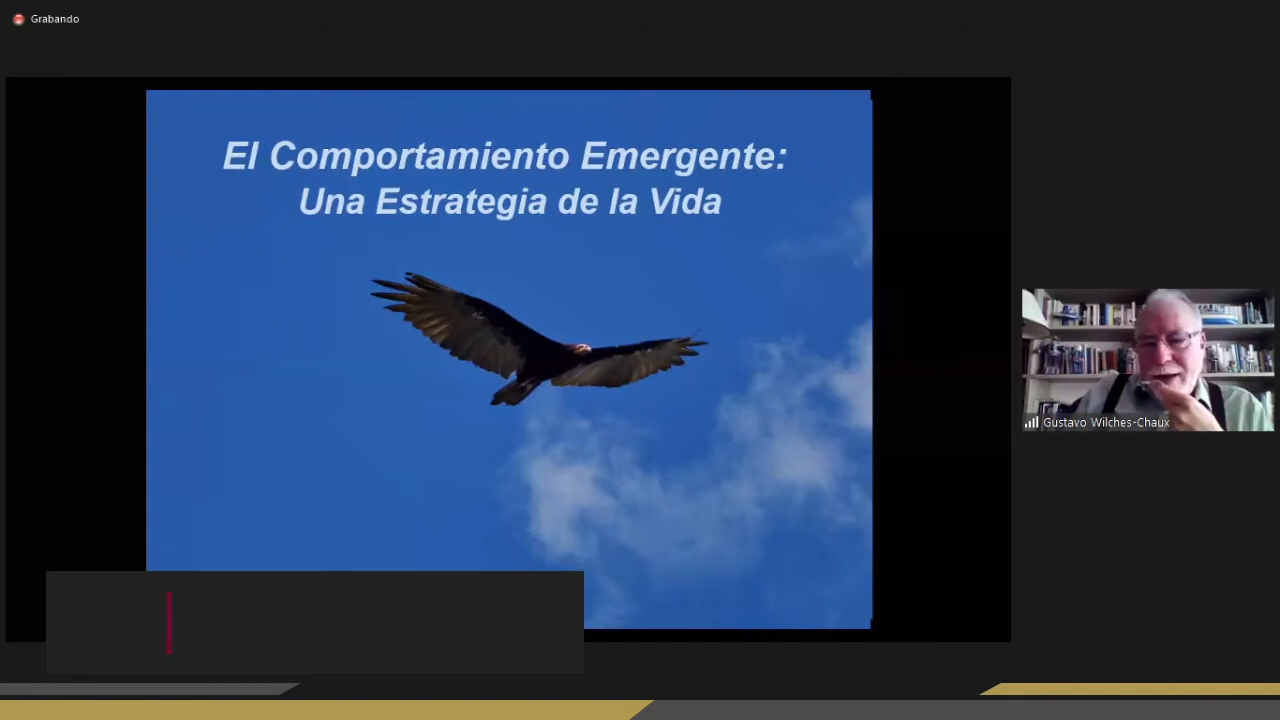 Grabando
El Comportamiento Emergente:
Una Estrategia de la Vida
Gustavo Wilches-Chaux